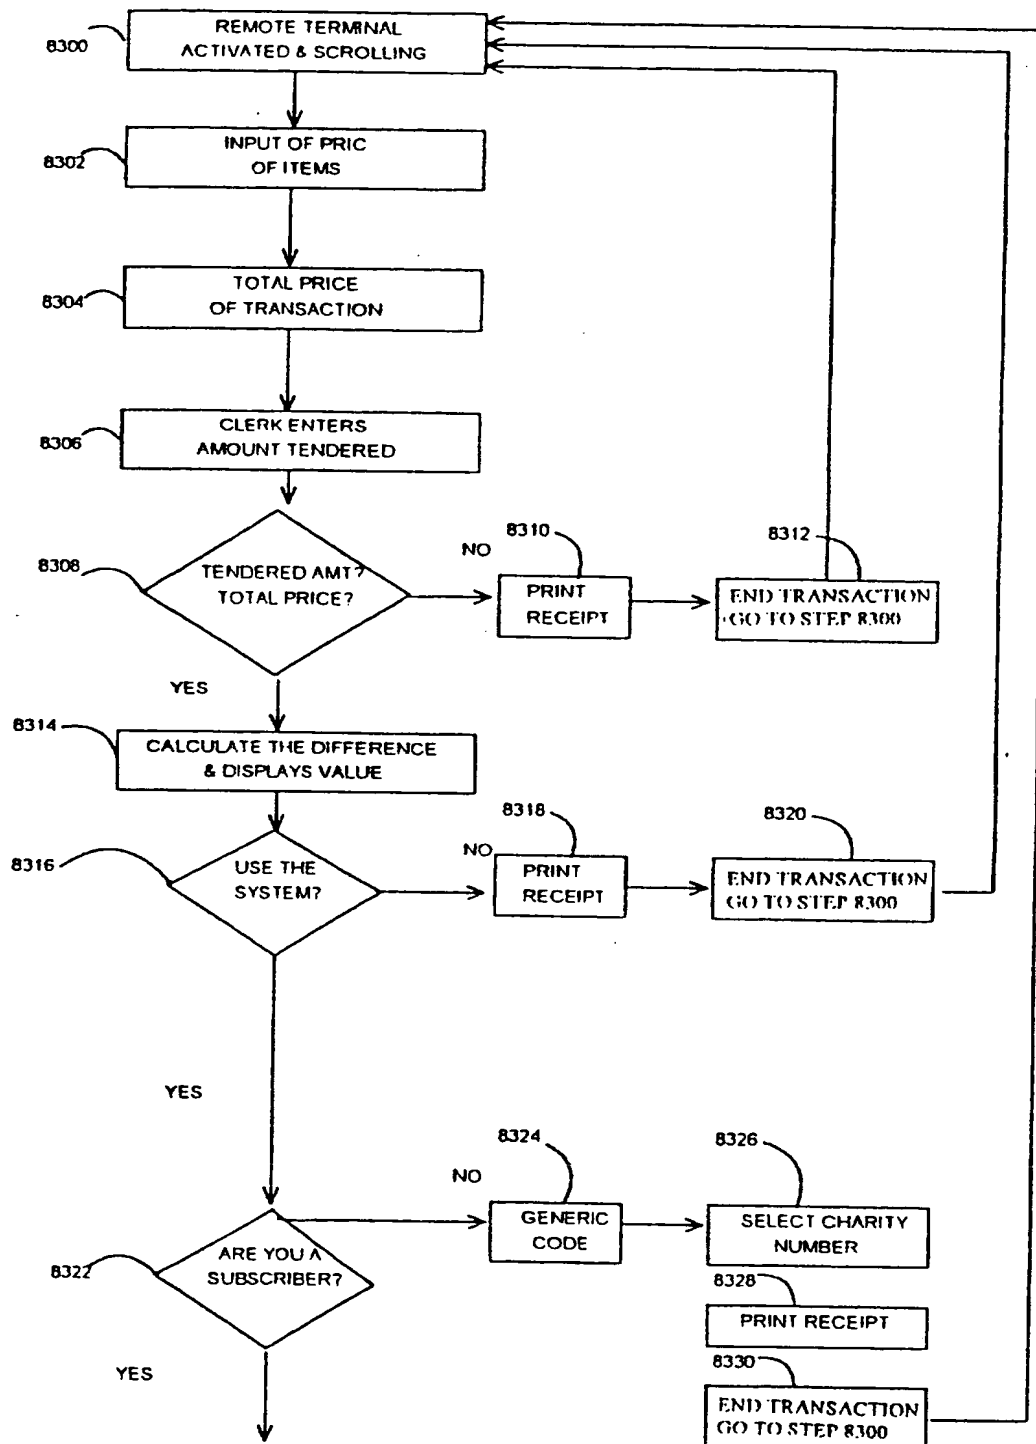 8300
REMOTE TERMINAL
ACTIVATED & SCROLLING
8302
INPUT OF PRIC
OF ITEMS
8304
TOTAL PRICE
OF TRANSACTION
8306
CLERK ENTERS
AMOUNT TENDERED
8308
TENDERED AMT?
TOTAL PRICE?
NO
8310
PRINT
RECEIPT
8312
END TRANSACTION
GO TO STEP 8300
YES
8314
CALCULATE THE DIFFERENCE
& DISPLAYS VALUE
8316
USE THE
SYSTEM?
NO
8318
PRINT
RECEIPT
8320
END TRANSACTION
GO TO STEP 8300
YES
8322
ARE YOU A
SUBSCRIBER?
NO
8324
GENERIC
CODE
8326
SELECT CHARITY
NUMBER
8328
PRINT RECEIPT
8330
END TRANSACTION
GO TO STEP 8300
YES